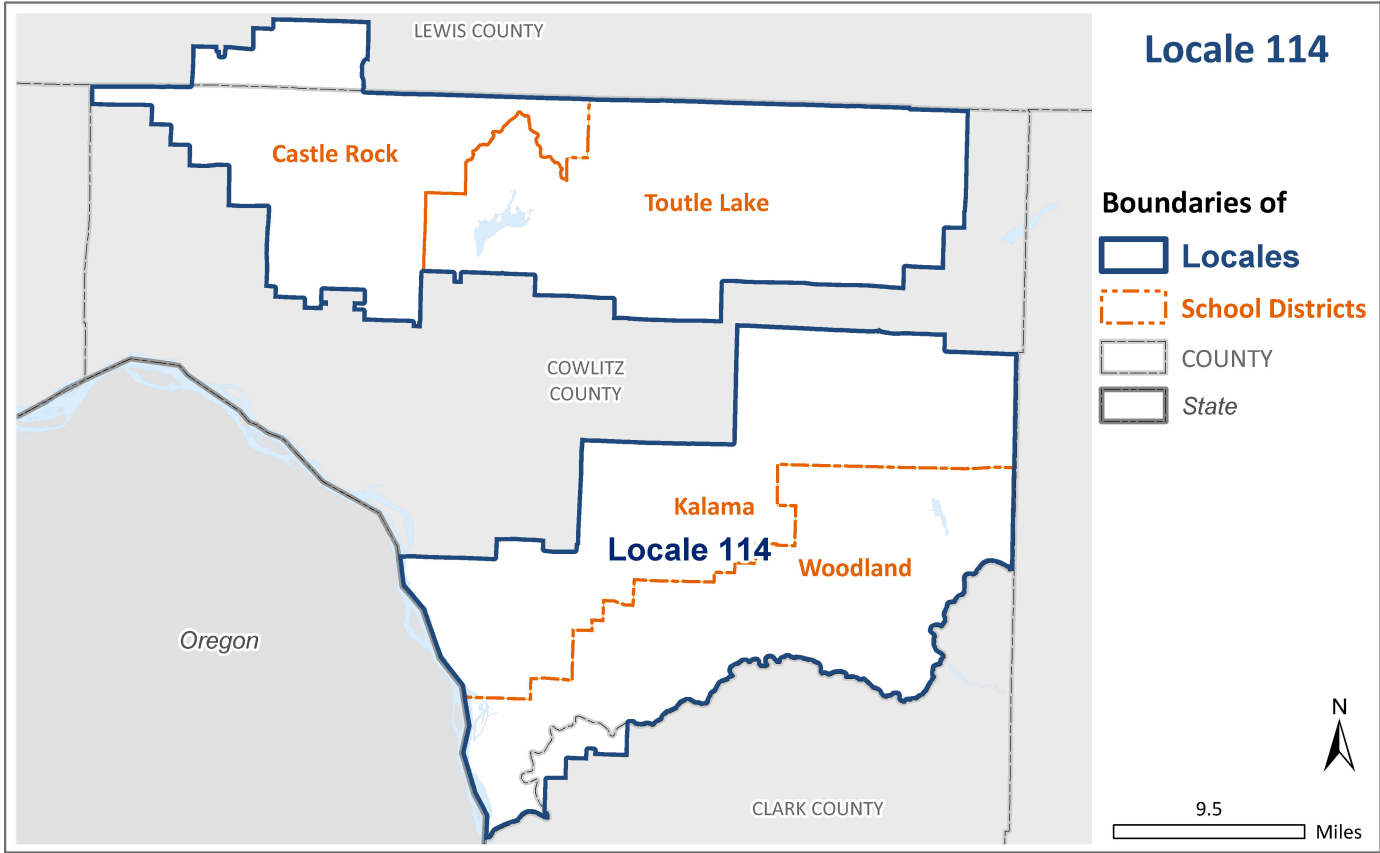 LEWIS COUNTY
Locale 114
Castle Rock
Toutle Lake
Boundaries of
Locales
School Districts
COUNTY
State
COWLITZ
COUNTY
Kalama
Locale 114
Woodland
Oregon
CLARK COUNTY
N
9.5
Miles